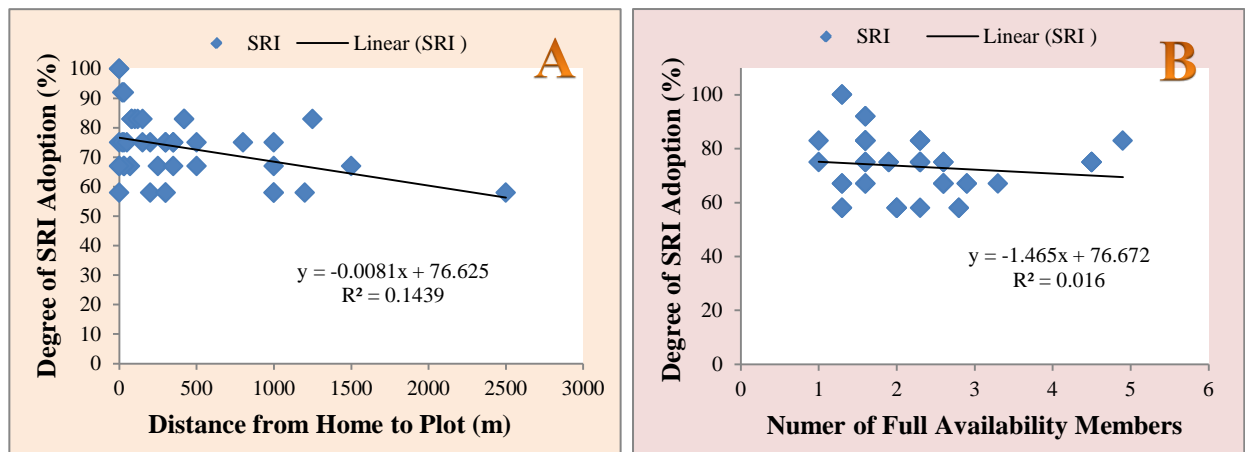 SRI
Linear (SRI )
A
Degree of SRI Adoption (%)
100
90
80
70
60
50
40
30
20
10
0
y = -0.0081x + 76.625
R² = 0.1439
0 500 1000 1500 2000 2500 3000
Distance from Home to Plot (m)
SRI
Linear (SRI )
B
Degree of SRI Adoption (%)
100
80
60
40
20
0
y = -1.465x + 76.672
R² = 0.016
0 1 2 3 4 5 6
Numer of Full Availability Members